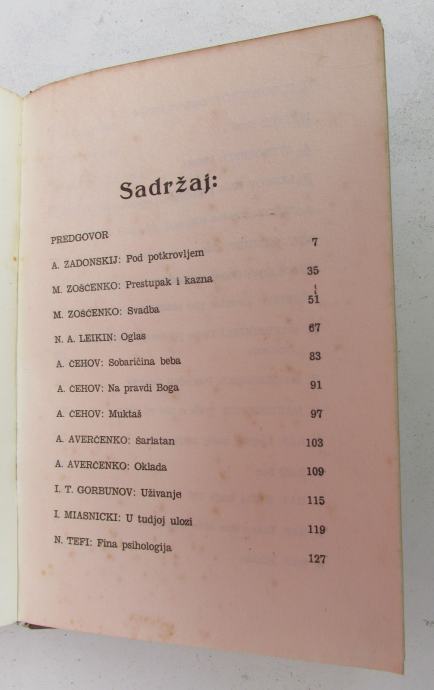 Sadržaj:
PREDGOVOR
A. ZADONSKIJ: Pod potkrovljem 7
M. ZOŠČENKO: Prestupak i kazna 35
M. ZOŠČENKO: Svadba 51
N. A. LEIKIN: Oglas 67
A. ČEHOV: Sobaričina beba 83
A. ČEHOV: Na pravdi Boga 91
A. ČEHOV: Muktaš 97
A. AVERČENKO: Šarlatan 103
A. AVERČENKO: Oklada 109
I. T. GORBUNOV: Uživanje 115
I. MIASNICKI: U tudjoj ulozi 119
N. TEFI: Fina psihologija 127